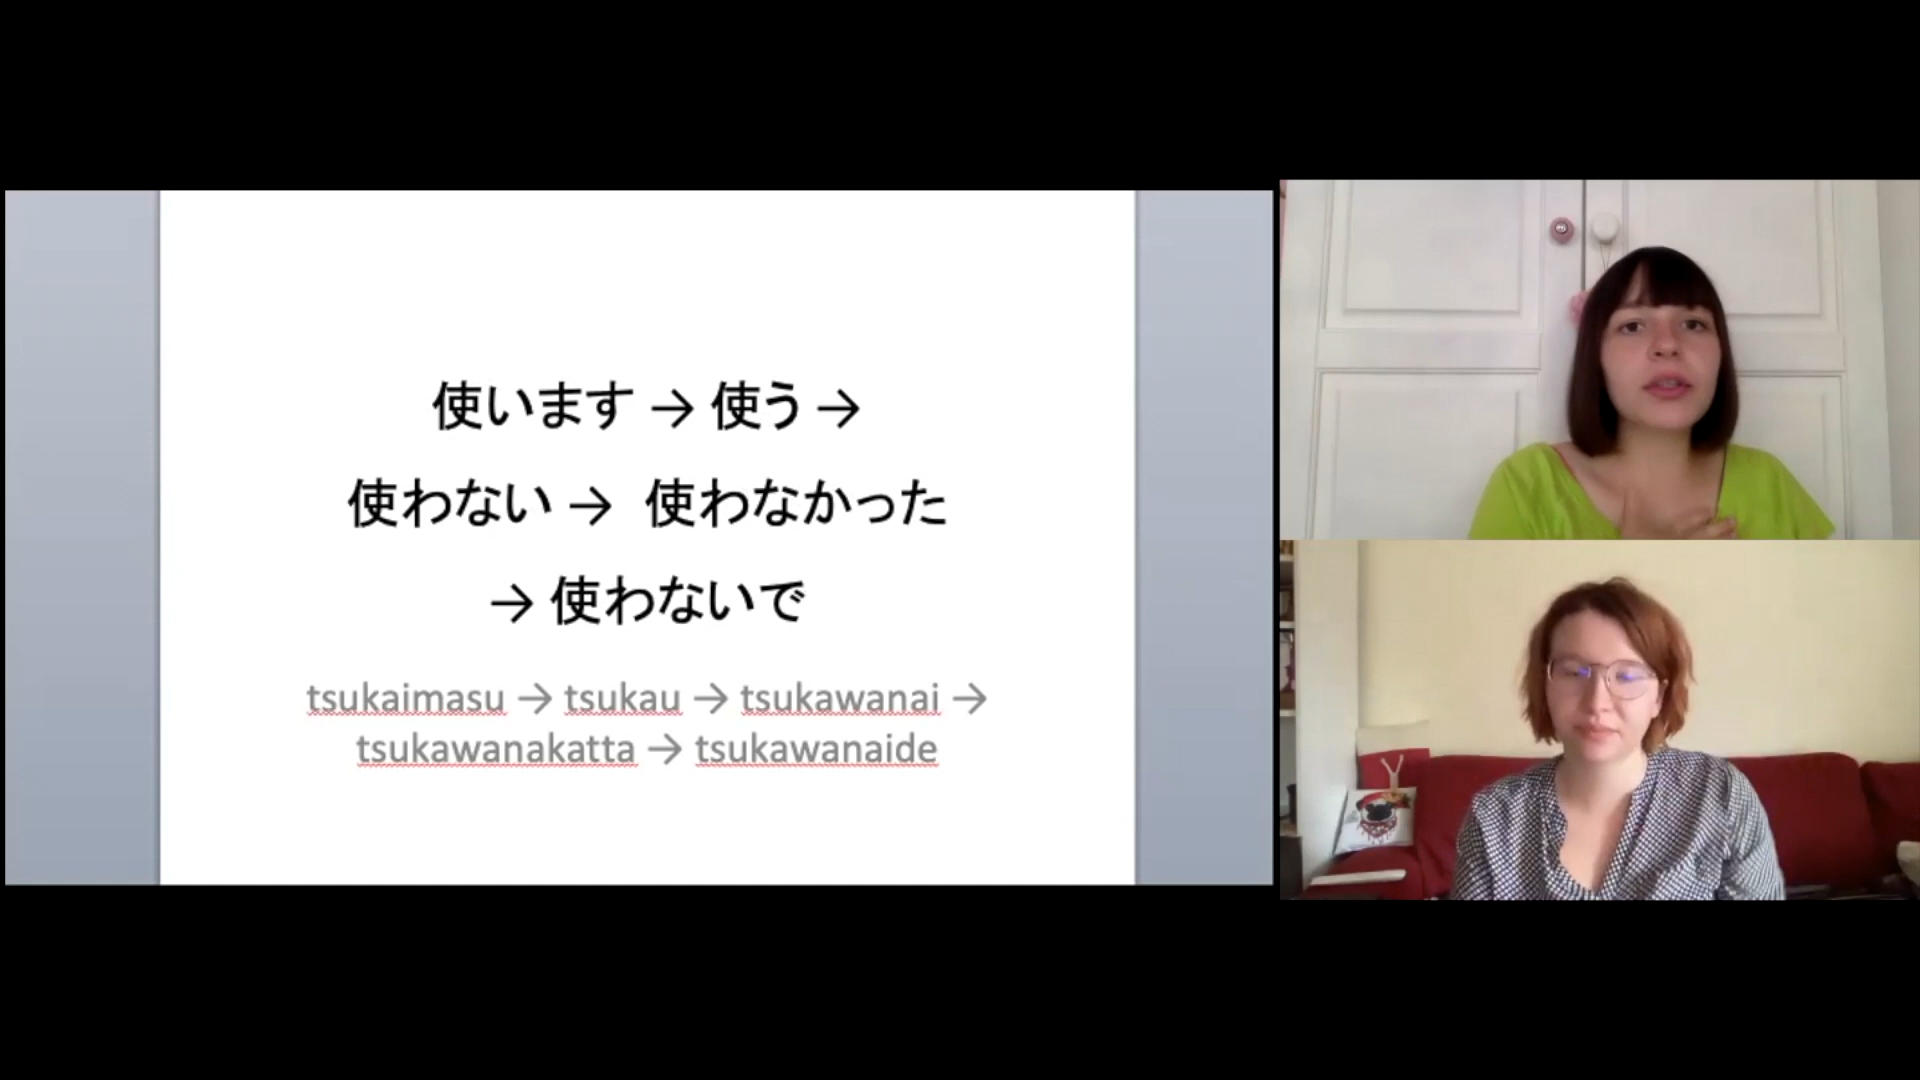 使います → 使う →
使わない → 使わなかった
→ 使わないで
tsukaimasu → tsukau → tsukawanai →
tsukawanakatta → tsukawanaide